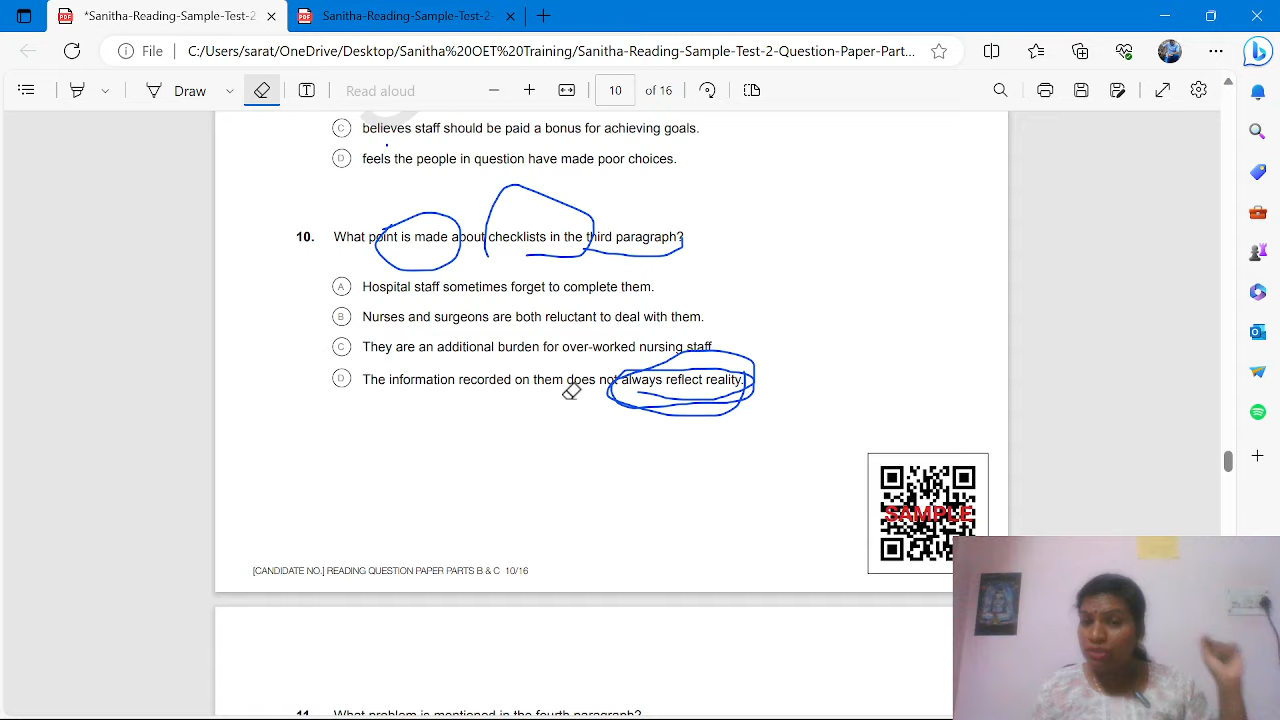 *Sanitha-Reading-Sample-Test-2
Sanitha-Reading-Sample-Test-2-
File
C:/Users/sarat/OneDrive/Desktop/Sanitha%20OET%20Training/Sanitha-Reading-Sample-Test-2-Question-Paper-Part...
Draw
Read aloud
10
of 16
C believes staff should be paid a bonus for achieving goals.
D feels the people in question have made poor choices.
10. What point is made about checklists in the third paragraph?
A Hospital staff sometimes forget to complete them.
B Nurses and surgeons are both reluctant to deal with them.
C They are an additional burden for over-worked nursing staff.
D The information recorded on them does not always reflect reality.
SAMPLE
[CANDIDATE NO.] READING QUESTION PAPER PARTS B & C 10/16
11. What problem is mentioned in the fourth paragraph?